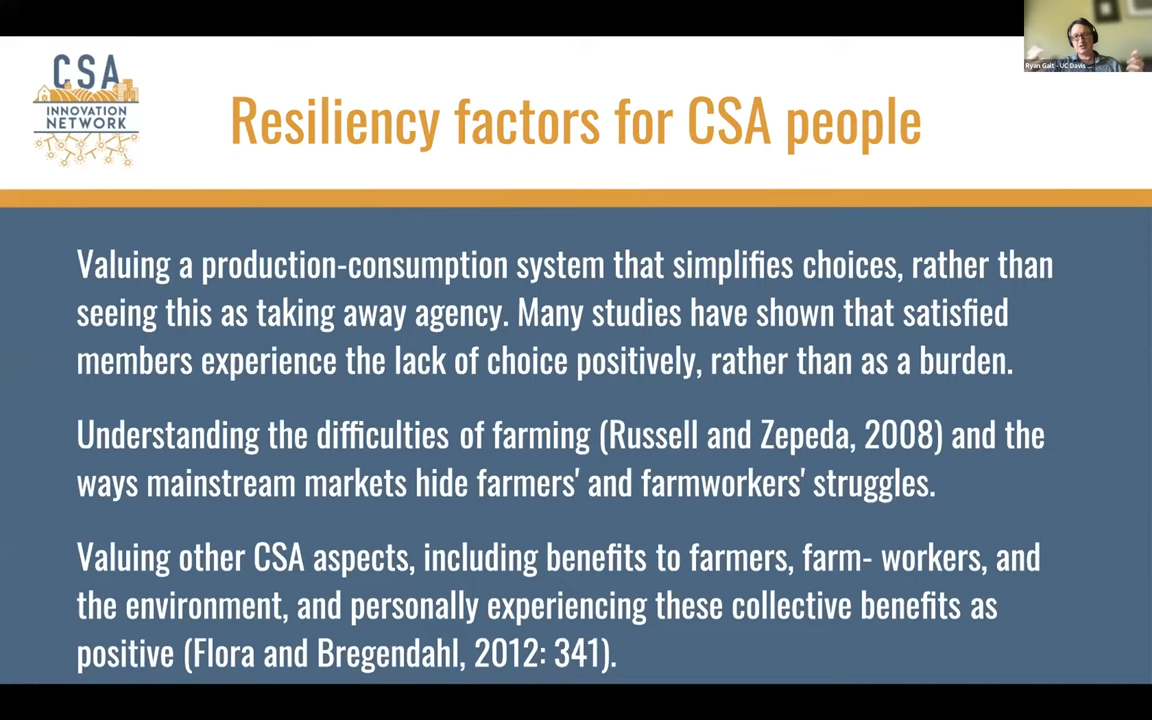 CSA
INNOVATION
NETWORK
Resiliency factors for CSA people
Ryan Galt - UC Davis
Valuing a production-consumption system that simplifies choices, rather than
seeing this as taking away agency. Many studies have shown that satisfied
members experience the lack of choice positively, rather than as a burden.
Understanding the difficulties of farming (Russell and Zepeda, 2008) and the
ways mainstream markets hide farmers' and farmworkers' struggles.
Valuing other CSA aspects, including benefits to farmers, farm- workers, and
the environment, and personally experiencing these collective benefits as
positive (Flora and Bregendahl, 2012: 341).